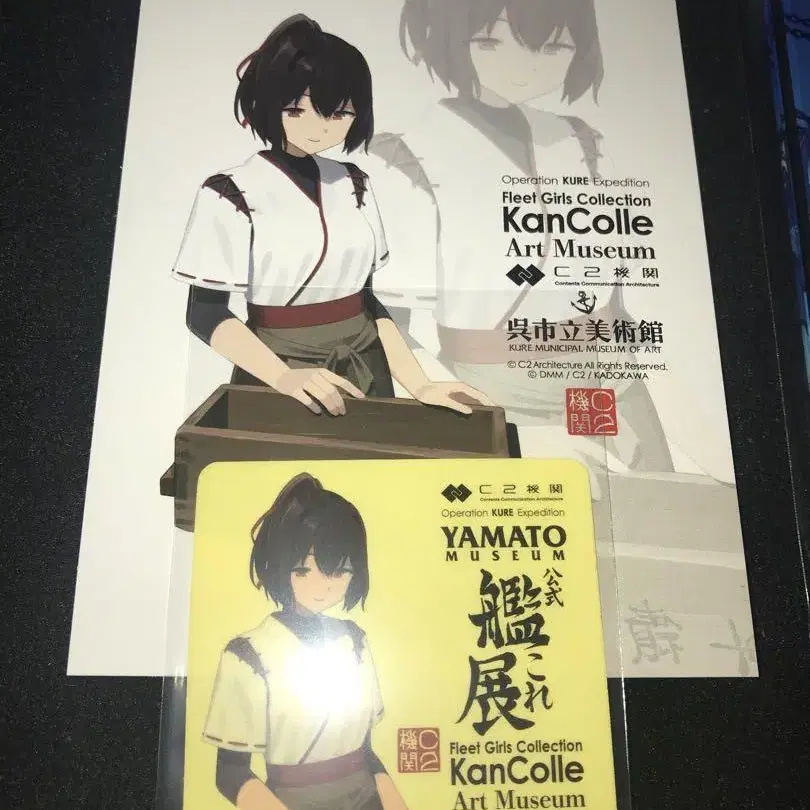 Operation KURE Expedition
Fleet Girls Collection
KanColle
Art Museum
C2機関
Contents Communication Architecture
呉市立美術館
KURE MUNICIPAL MUSEUM OF ART
© C2 Architecture All Rights Reserved.
© DMM / C2 / KADOKAWA
C2機関
C2機関
Contents Communication Architecture
Operation KURE Expedition
YAMATO
MUSEUM
公式
艦これ展
C2機関
Fleet Girls Collection
KanColle
Art Museum